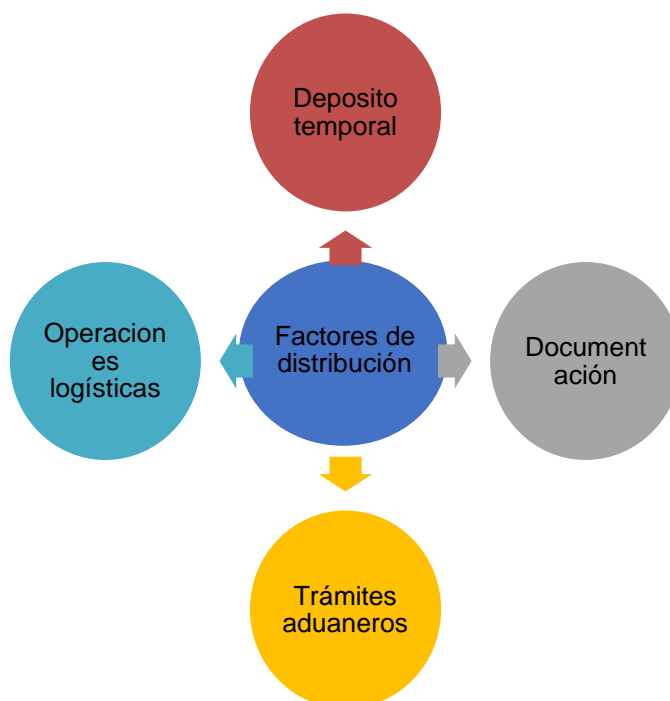 Deposito
temporal
Operacion
es
logísticas
Factores de
distribución
Document
ación
Trámites
aduaneros